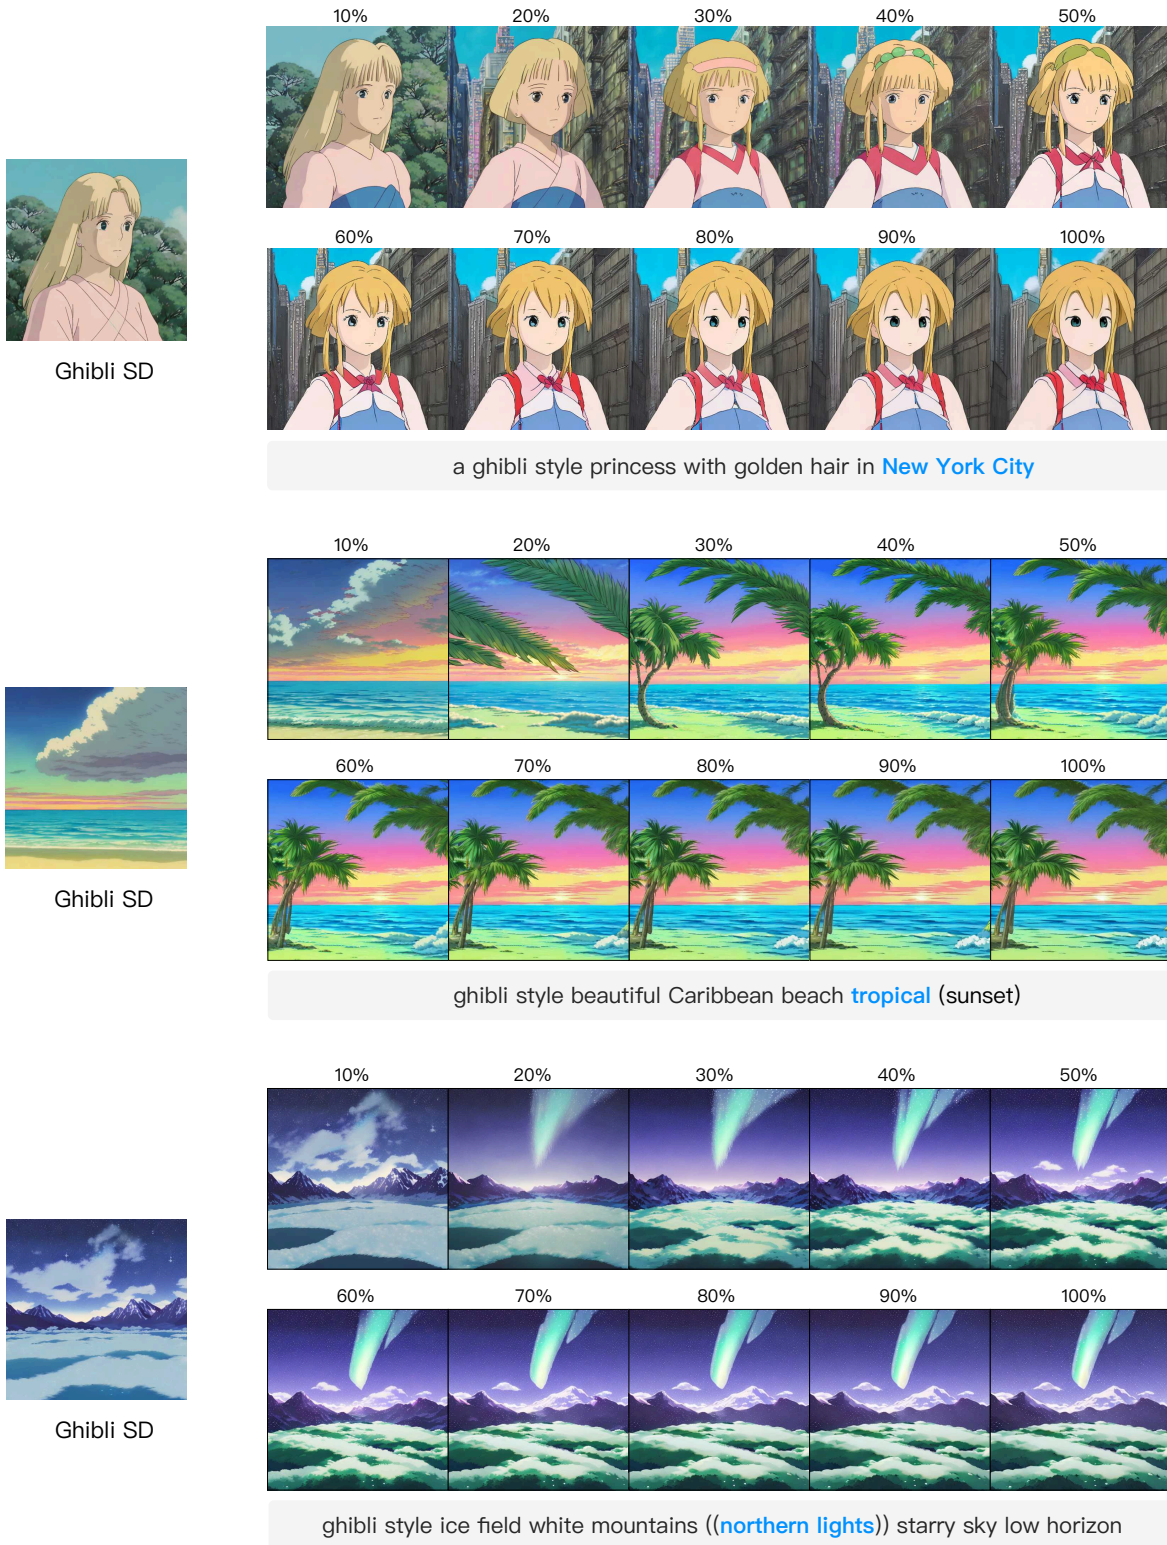 10% 20% 30% 40% 50%
60% 70% 80% 90% 100%
Ghibli SD
a ghibli style princess with golden hair in New York City
10% 20% 30% 40% 50%
60% 70% 80% 90% 100%
Ghibli SD
ghibli style beautiful Caribbean beach tropical (sunset)
10% 20% 30% 40% 50%
60% 70% 80% 90% 100%
Ghibli SD
ghibli style ice field white mountains ((northern lights)) starry sky low horizon